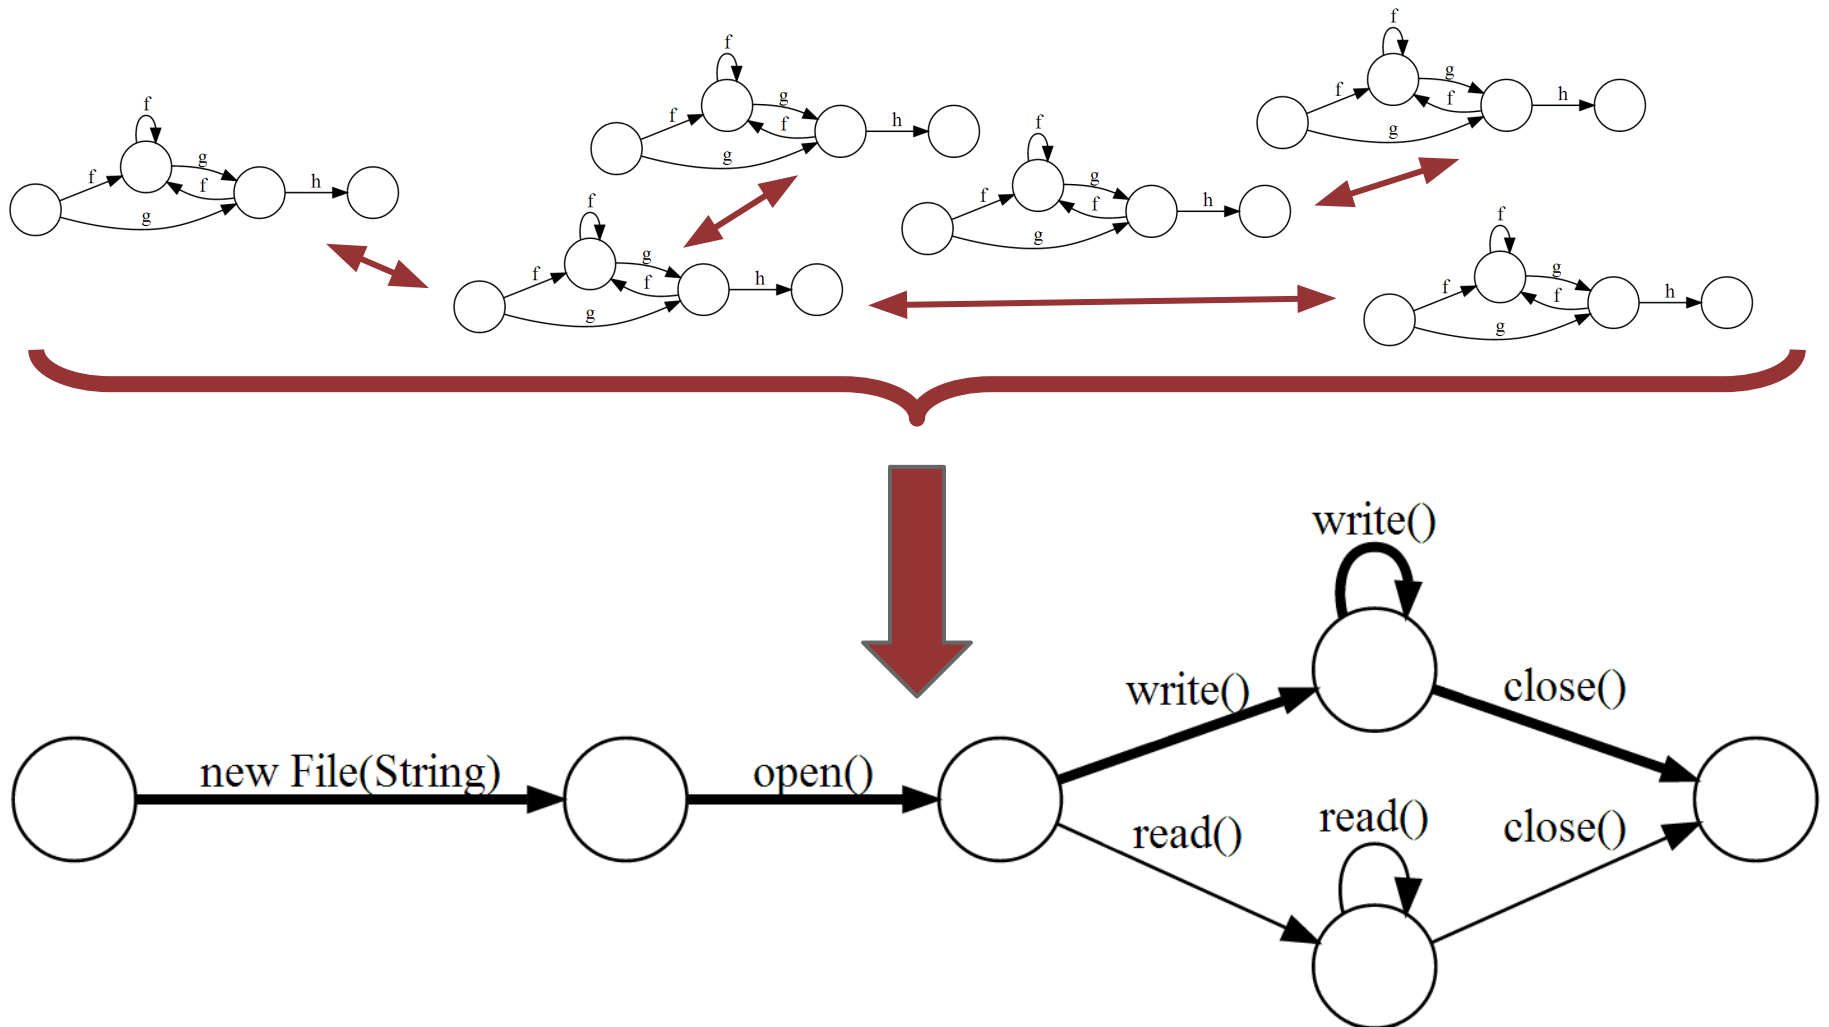 f
f
g
f
g
h
f
f
g
f
g
h
f
f
g
f
g
h
f
f
g
f
g
h
f
f
g
f
g
h
f
f
g
f
g
h
new File(String)
open()
write()
write()
close()
read()
read()
close()